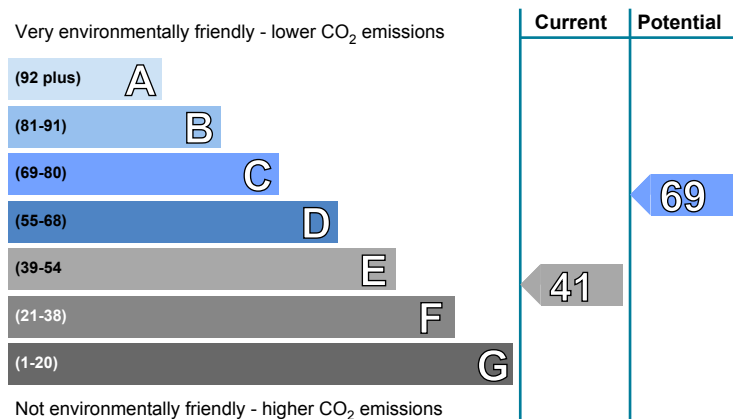 Current Potential
Very environmentally friendly - lower CO₂ emissions
(92 plus) A
(81-91) B
(69-80) C
69
(55-68) D
(39-54 E
41
(21-38) F
(1-20) G
Not environmentally friendly - higher CO₂ emissions